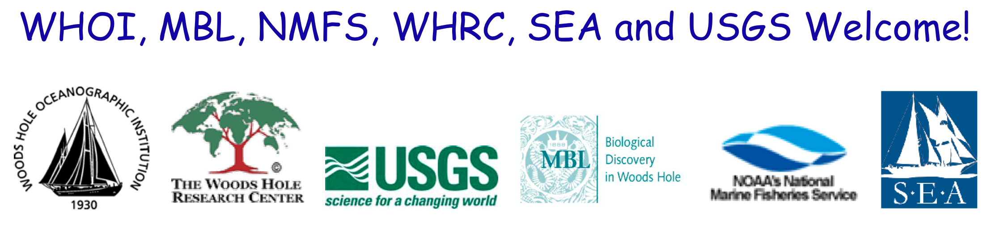 WHOI, MBL, NMFS, WHRC, SEA and USGS Welcome!
WOODS HOLE OCEANOGRAPHIC INSTITUTION
1930
©
THE WOODS HOLE
RESEARCH CENTER
USGS
science for a changing world
1888
MBL
Biological
Discovery
in Woods Hole
NOAA's National
Marine Fisheries Service
S·E·A